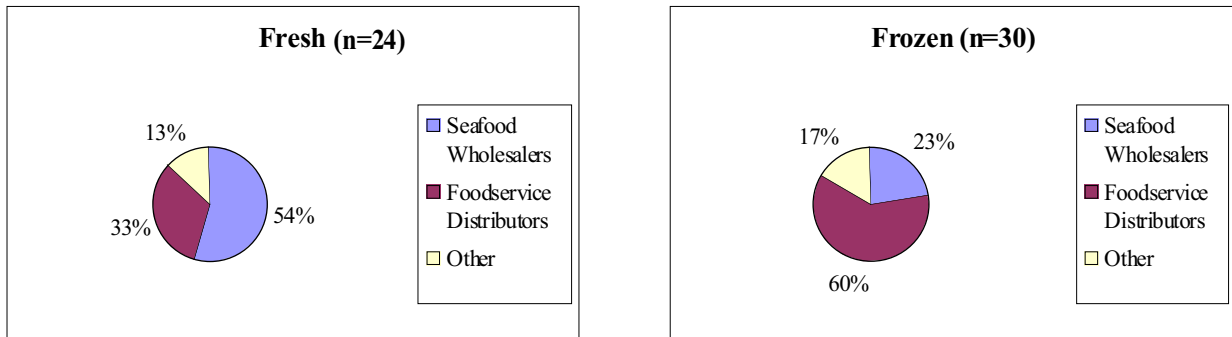 Fresh (n=24)
13%
33%
54%
Seafood
Wholesalers
Foodservice
Distributors
Other
Frozen (n=30)
17%
23%
60%
Seafood
Wholesalers
Foodservice
Distributors
Other